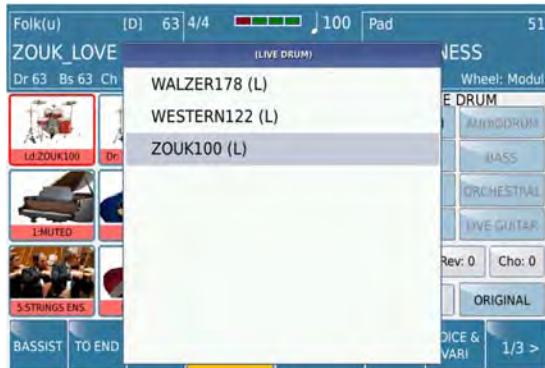 Folk(u) [D] 63 4/4 100 Pad 51
ZOUK_LOVE NESS
Dr 63 Bs 63 Ch Wheel: Modul
(LIVE DRUM)
WALZER178 (L)
WESTERN122 (L)
ZOUK100 (L)
E DRUM
AUDIODRUM
Ld:ZOUK100 Dr:
BASS
ORCHESTRAL
1:MUTED
LIVE GUITAR
Rev: 0 Cho: 0
5:STRINGS ENS.
ORIGINAL
BASSIST TO END
OICE &
VARI
1/3 >